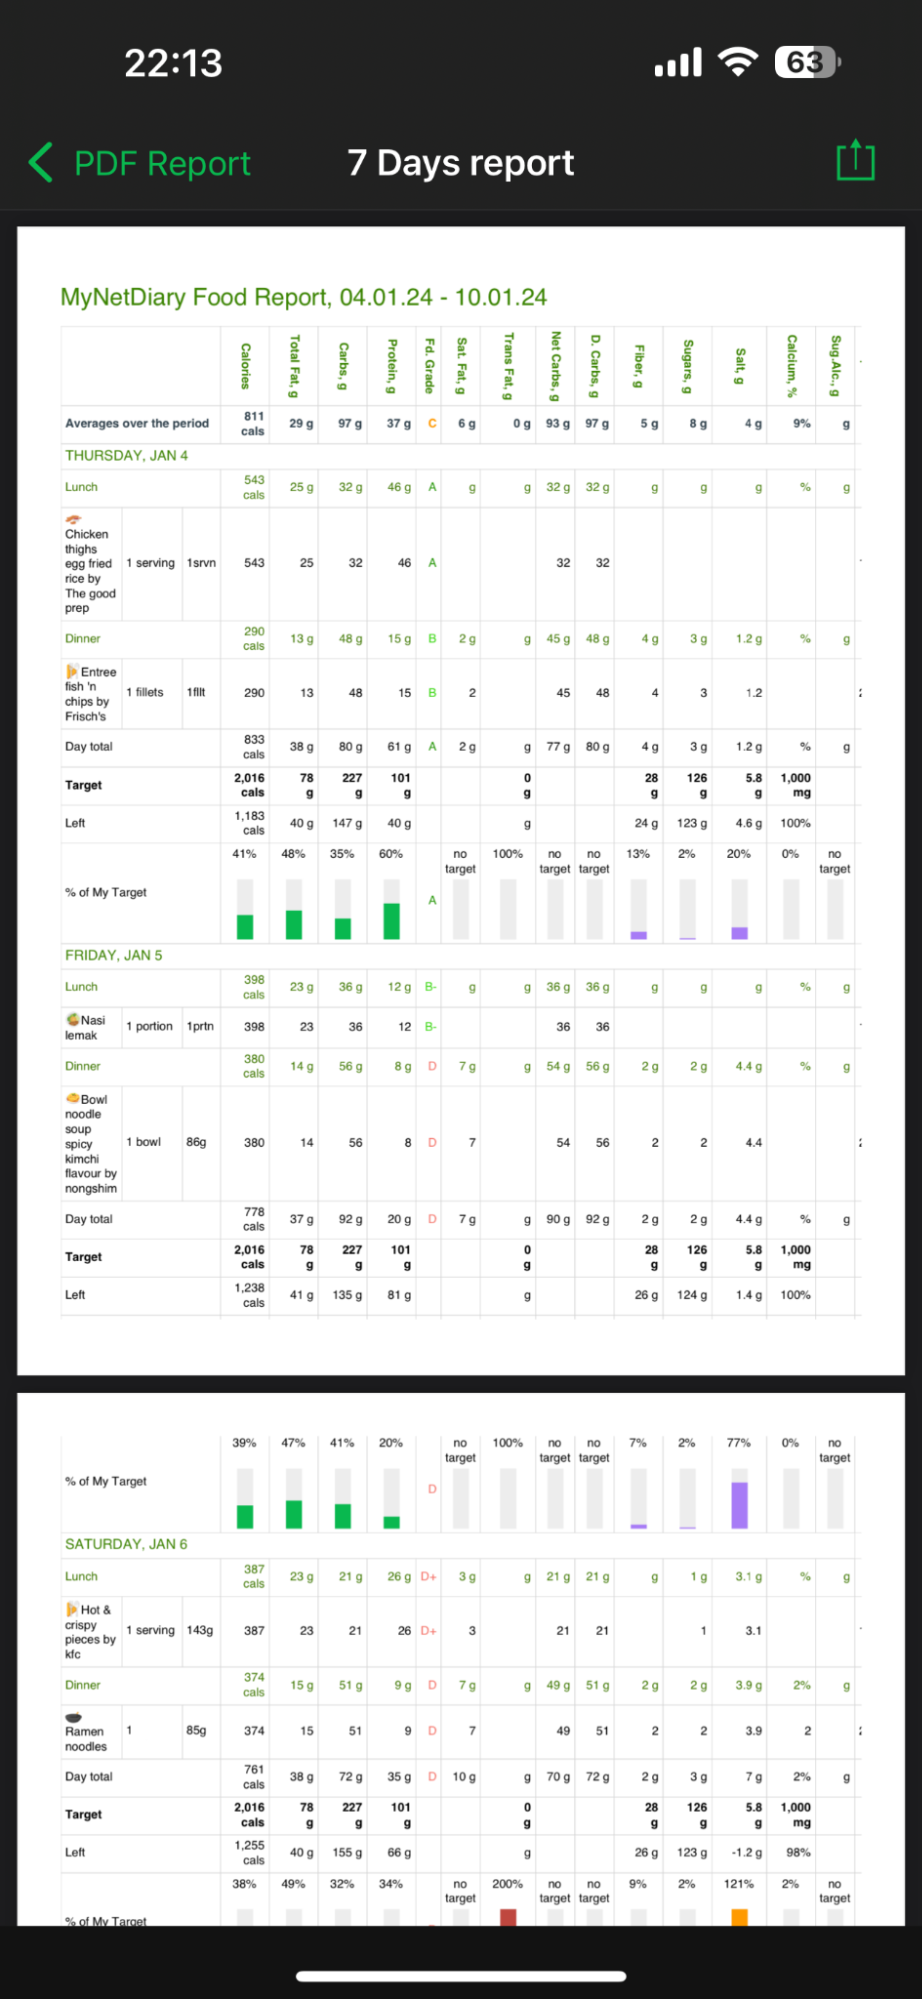 22:13
63
PDF Report
7 Days report
MyNetDiary Food Report, 04.01.24 - 10.01.24
Calories Total Fat, g Carbs, g Protein, g Fd. Grade Sat. Fat, g Trans Fat, g Net Carbs, g D. Carbs, g Fiber, g Sugars, g Salt, g Calcium, % Sug.Alc., g
Averages over the period 811 cals 29 g 97 g 37 g C 6 g 0 g 93 g 97 g 5 g 8 g 4 g 9% g
THURSDAY, JAN 4
Lunch 543 cals 25 g 32 g 46 g A g g 32 g 32 g g g g % g
Chicken thighs egg fried rice by The good prep 1 serving 1srvn 543 25 32 46 A 32 32
Dinner 290 cals 13 g 48 g 15 g B 2 g g 45 g 48 g 4 g 3 g 1.2 g % g
Entree fish 'n chips by Frisch's 1 fillets 1fllt 290 13 48 15 B 2 45 48 4 3 1.2
Day total 833 cals 38 g 80 g 61 g A 2 g g 77 g 80 g 4 g 3 g 1.2 g % g
Target 2,016 cals 78 g 227 g 101 g 0 g 28 g 126 g 5.8 g 1,000 mg
Left 1,183 cals 40 g 147 g 40 g g 24 g 123 g 4.6 g 100%
% of My Target 41% 48% 35% 60% A no target 100% no target no target 13% 2% 20% 0% no target
FRIDAY, JAN 5
Lunch 398 cals 23 g 36 g 12 g B- g g 36 g 36 g g g g % g
Nasi lemak 1 portion 1prtn 398 23 36 12 B- 36 36
Dinner 380 cals 14 g 56 g 8 g D 7 g g 54 g 56 g 2 g 2 g 4.4 g % g
Bowl noodle soup spicy kimchi flavour by nongshim 1 bowl 86g 380 14 56 8 D 7 54 56 2 2 4.4
Day total 778 cals 37 g 92 g 20 g D 7 g g 90 g 92 g 2 g 2 g 4.4 g % g
Target 2,016 cals 78 g 227 g 101 g 0 g 28 g 126 g 5.8 g 1,000 mg
Left 1,238 cals 41 g 135 g 81 g g 26 g 124 g 1.4 g 100%
% of My Target 39% 47% 41% 20% D no target 100% no target no target 7% 2% 77% 0% no target
SATURDAY, JAN 6
Lunch 387 cals 23 g 21 g 26 g D+ 3 g g 21 g 21 g g 1 g 3.1 g % g
Hot & crispy pieces by kfc 1 serving 143g 387 23 21 26 D+ 3 21 21 1 3.1
Dinner 374 cals 15 g 51 g 9 g D 7 g g 49 g 51 g 2 g 2 g 3.9 g 2% g
Ramen noodles 1 85g 374 15 51 9 D 7 49 51 2 2 3.9 2
Day total 761 cals 38 g 72 g 35 g D 10 g g 70 g 72 g 2 g 3 g 7 g 2% g
Target 2,016 cals 78 g 227 g 101 g 0 g 28 g 126 g 5.8 g 1,000 mg
Left 1,255 cals 40 g 155 g 66 g g 26 g 123 g -1.2 g 98%
% of My Target 38% 49% 32% 34% no target 200% no target no target 9% 2% 121% 2% no target